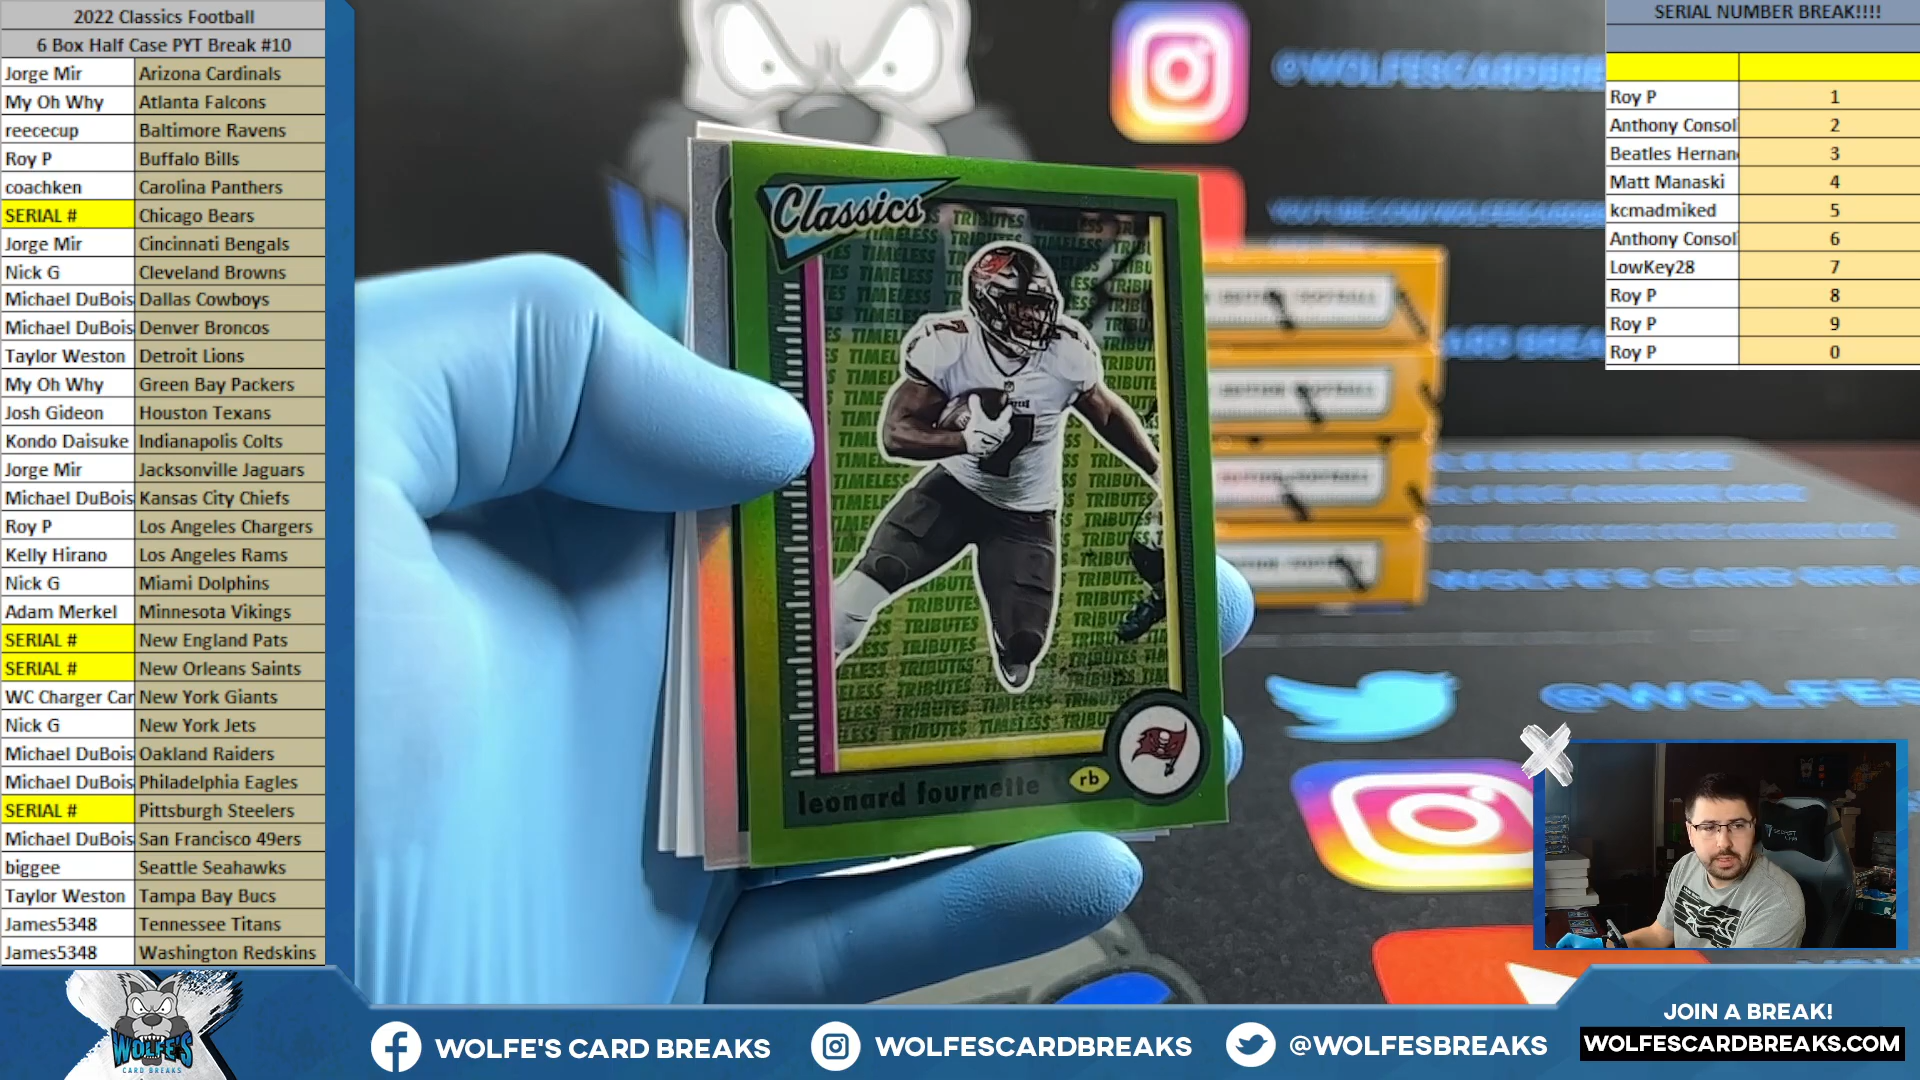 2022 Classics Football
6 Box Half Case PYT Break #10
Jorge Mir Arizona Cardinals
My Oh Why Atlanta Falcons
reececup Baltimore Ravens
Roy P Buffalo Bills
coachken Carolina Panthers
SERIAL # Chicago Bears
Jorge Mir Cincinnati Bengals
Nick G Cleveland Browns
Michael DuBois Dallas Cowboys
Michael DuBois Denver Broncos
Taylor Weston Detroit Lions
My Oh Why Green Bay Packers
Josh Gideon Houston Texans
Kondo Daisuke Indianapolis Colts
Jorge Mir Jacksonville Jaguars
Michael DuBois Kansas City Chiefs
Roy P Los Angeles Chargers
Kelly Hirano Los Angeles Rams
Nick G Miami Dolphins
Adam Merkel Minnesota Vikings
SERIAL # New England Pats
SERIAL # New Orleans Saints
WC Charger Car New York Giants
Nick G New York Jets
Michael DuBois Oakland Raiders
Michael DuBois Philadelphia Eagles
SERIAL # Pittsburgh Steelers
Michael DuBois San Francisco 49ers
biggee Seattle Seahawks
Taylor Weston Tampa Bay Bucs
James5348 Tennessee Titans
James5348 Washington Redskins
Classics
TIMELESS TRIBUTES
leonard fournette
rb
SERIAL NUMBER BREAK!!!!
Roy P 1
Anthony Consol 2
Beatles Hernan 3
Matt Manaski 4
kcmadmiked 5
Anthony Consol 6
LowKey28 7
Roy P 8
Roy P 9
Roy P 0
@WOLFESCARDBRE
@WOLFES
WOLFE'S
CARD BREAKS
WOLFE'S CARD BREAKS
WOLFESCARDBREAKS
@WOLFESBREAKS
JOIN A BREAK!
WOLFESCARDBREAKS.COM